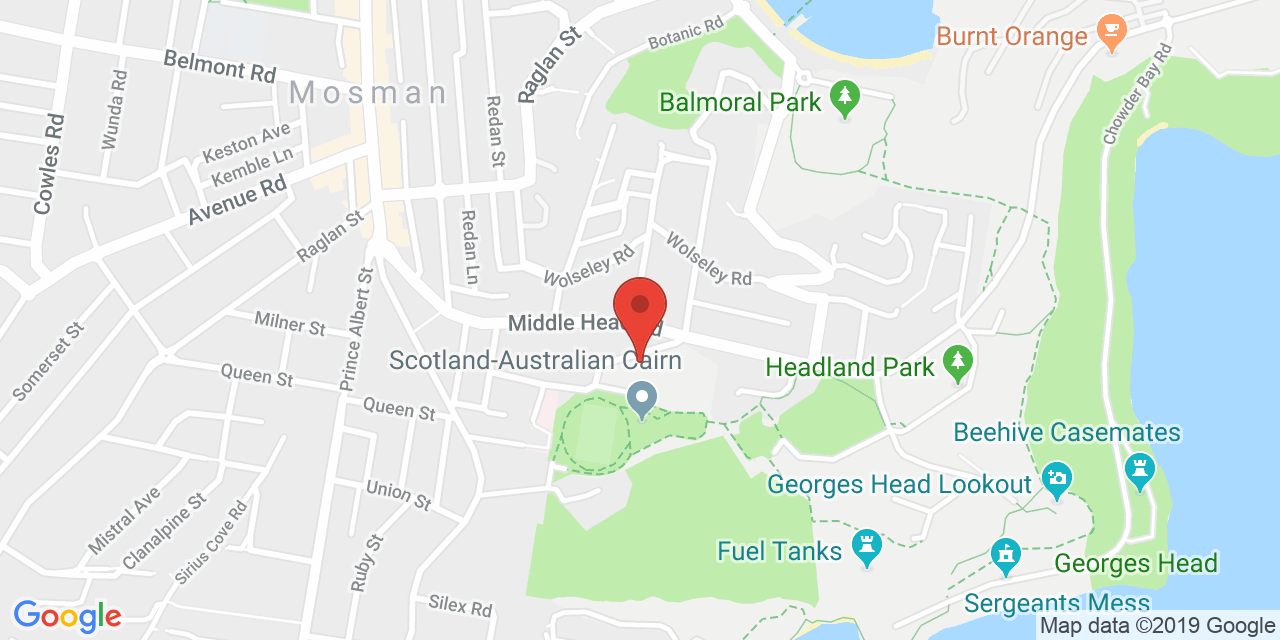 Burnt Orange
Botanic Rd
Raglan St
Belmont Rd
Mosman
Wunda Rd
Redan St
Balmoral Park
Chowder Bay Rd
Cowles Rd
Keston Ave
Kemble Ln
Avenue Rd
Raglan St
Redan Ln
Wolseley Rd
Wolseley Rd
Prince Albert St
Milner St
Middle Head Rd
Somerset St
Scotland-Australian Cairn
Headland Park
Queen St
Queen St
Beehive Casemates
Georges Head Lookout
Union St
Mistral Ave
Clanalpine St
Sirius Cove Rd
Ruby St
Fuel Tanks
Georges Head
Silex Rd
Sergeants Mess
Google
Map data ©2019 Google